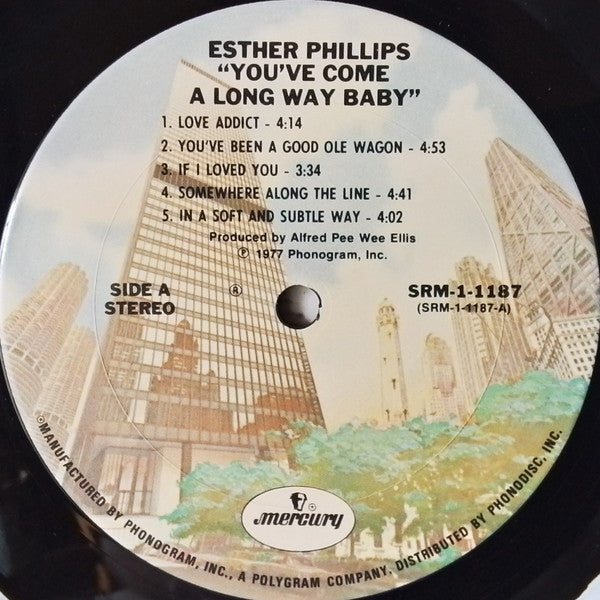 ESTHER PHILLIPS
“YOU'VE COME
A LONG WAY BABY”
1. LOVE ADDICT - 4:14
2. YOU'VE BEEN A GOOD OLE WAGON - 4:53
3. IF I LOVED YOU - 3:34
4. SOMEWHERE ALONG THE LINE - 4:41
5. IN A SOFT AND SUBTLE WAY - 4:02
Produced by Alfred Pee Wee Ellis
℗ 1977 Phonogram, Inc.
SIDE A
STEREO
®
SRM-1-1187
(SRM-1-1187-A)
mercury
MANUFACTURED BY PHONOGRAM, INC., A POLYGRAM COMPANY, DISTRIBUTED BY PHONODISC, INC.